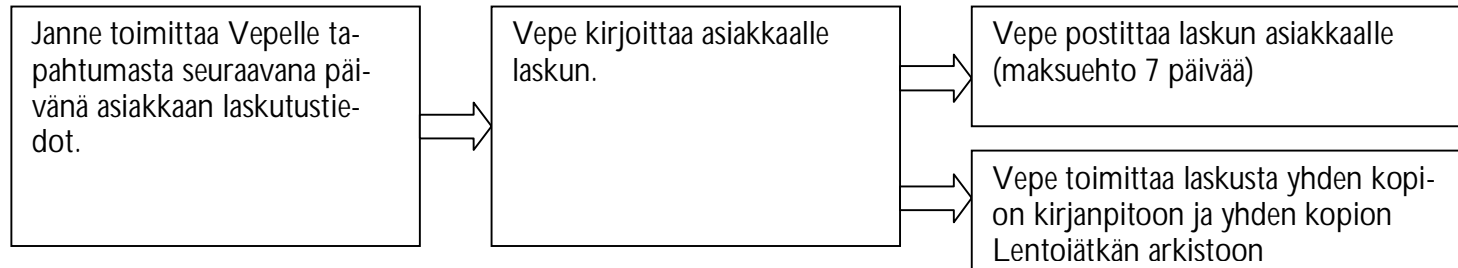 Janne toimittaa Vepelle ta-
pahtumasta seuraavana päi-
vänä asiakkaan laskutustie-
dot.
Vepe kirjoittaa asiakkaalle
laskun.
Vepe postittaa laskun asiakkaalle
(maksuehto 7 päivää)
Vepe toimittaa laskusta yhden kopi-
on kirjanpitoon ja yhden kopion
Lentoiätkän arkistoon